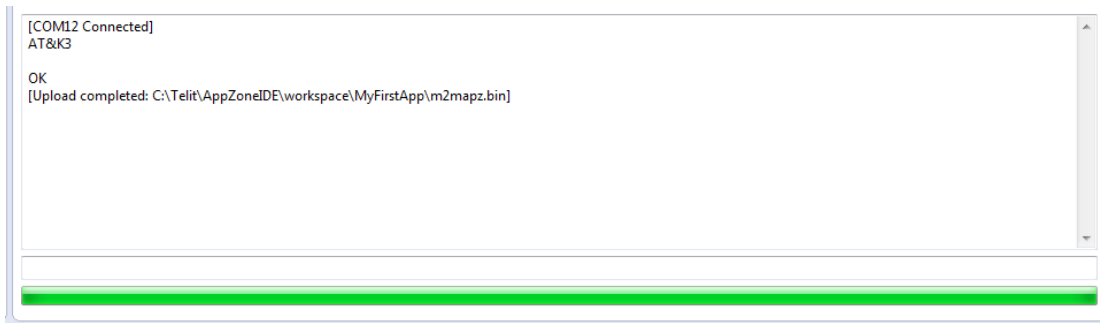 [COM12 Connected]
AT&K3
OK
[Upload completed: C:\Telit\AppZoneIDE\workspace\MyFirstApp\m2mapz.bin]